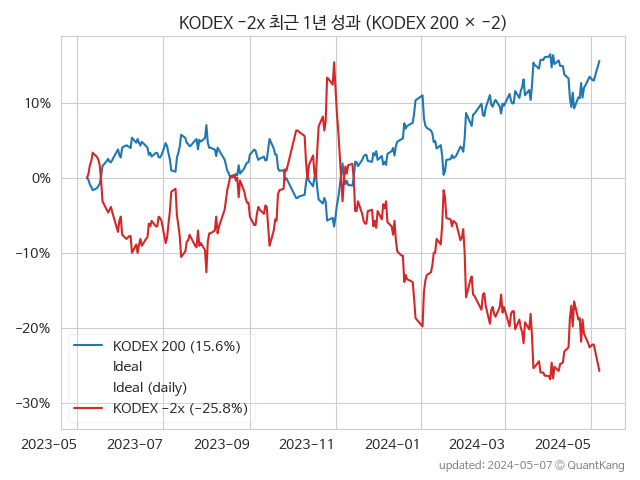 KODEX −2x 최근 1년 성과 (KODEX 200 × −2)
10%
0%
−10%
−20%
−30%
KODEX 200 (15.6%)
Ideal
Ideal (daily)
KODEX −2x (−25.8%)
2023-05 2023-07 2023-09 2023-11 2024-01 2024-03 2024-05
updated: 2024-05-07 © QuantKang